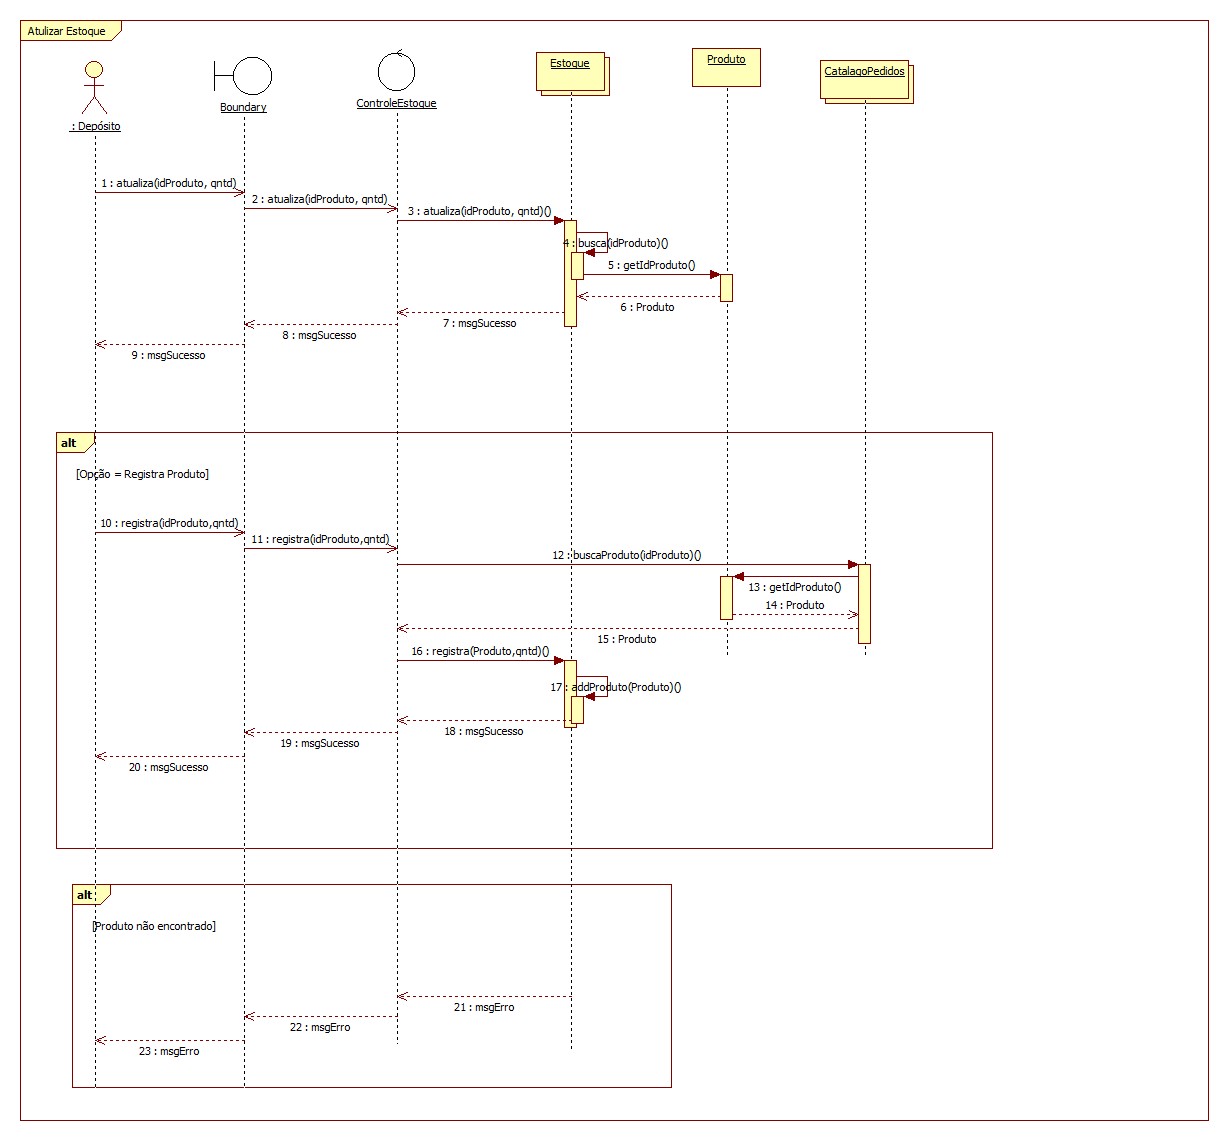 Atulizar Estoque
Estoque
Produto
CatalagoPedidos
Boundary
ControleEstoque
: Depósito
1 : atualiza(idProduto, qntd)
2 : atualiza(idProduto, qntd)
3 : atualiza(idProduto, qntd)()
4 : busca(idProduto)()
5 : getIdProduto()
6 : Produto
7 : msgSucesso
8 : msgSucesso
9 : msgSucesso
alt
[Opção = Registra Produto]
10 : registra(idProduto,qntd)
11 : registra(idProduto,qntd)
12 : buscaProduto(idProduto)()
13 : getIdProduto()
14 : Produto
15 : Produto
16 : registra(Produto,qntd)()
17 : addProduto(Produto)()
18 : msgSucesso
19 : msgSucesso
20 : msgSucesso
alt
[Produto não encontrado]
21 : msgErro
22 : msgErro
23 : msgErro